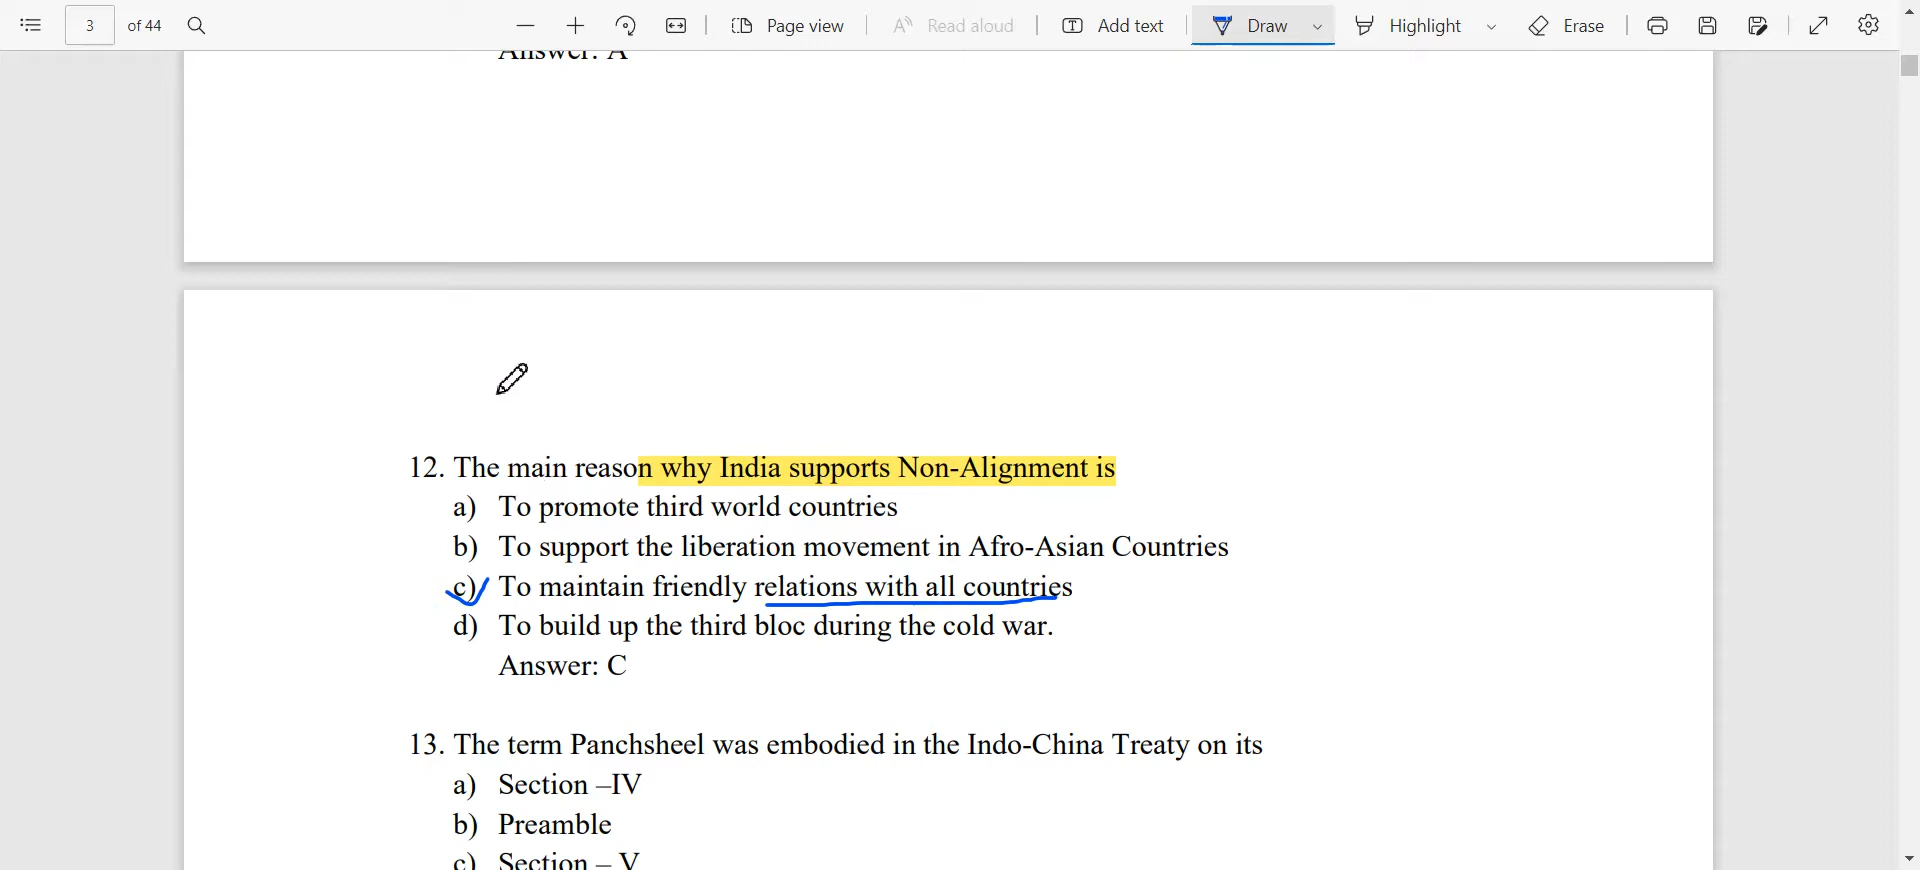 3 of 44 Page view Read aloud Add text Draw Highlight Erase
Answer: A
12. The main reason why India supports Non-Alignment is
a) To promote third world countries
b) To support the liberation movement in Afro-Asian Countries
c) To maintain friendly relations with all countries
d) To build up the third bloc during the cold war.
Answer: C
13. The term Panchsheel was embodied in the Indo-China Treaty on its
a) Section –IV
b) Preamble
c) Section – V